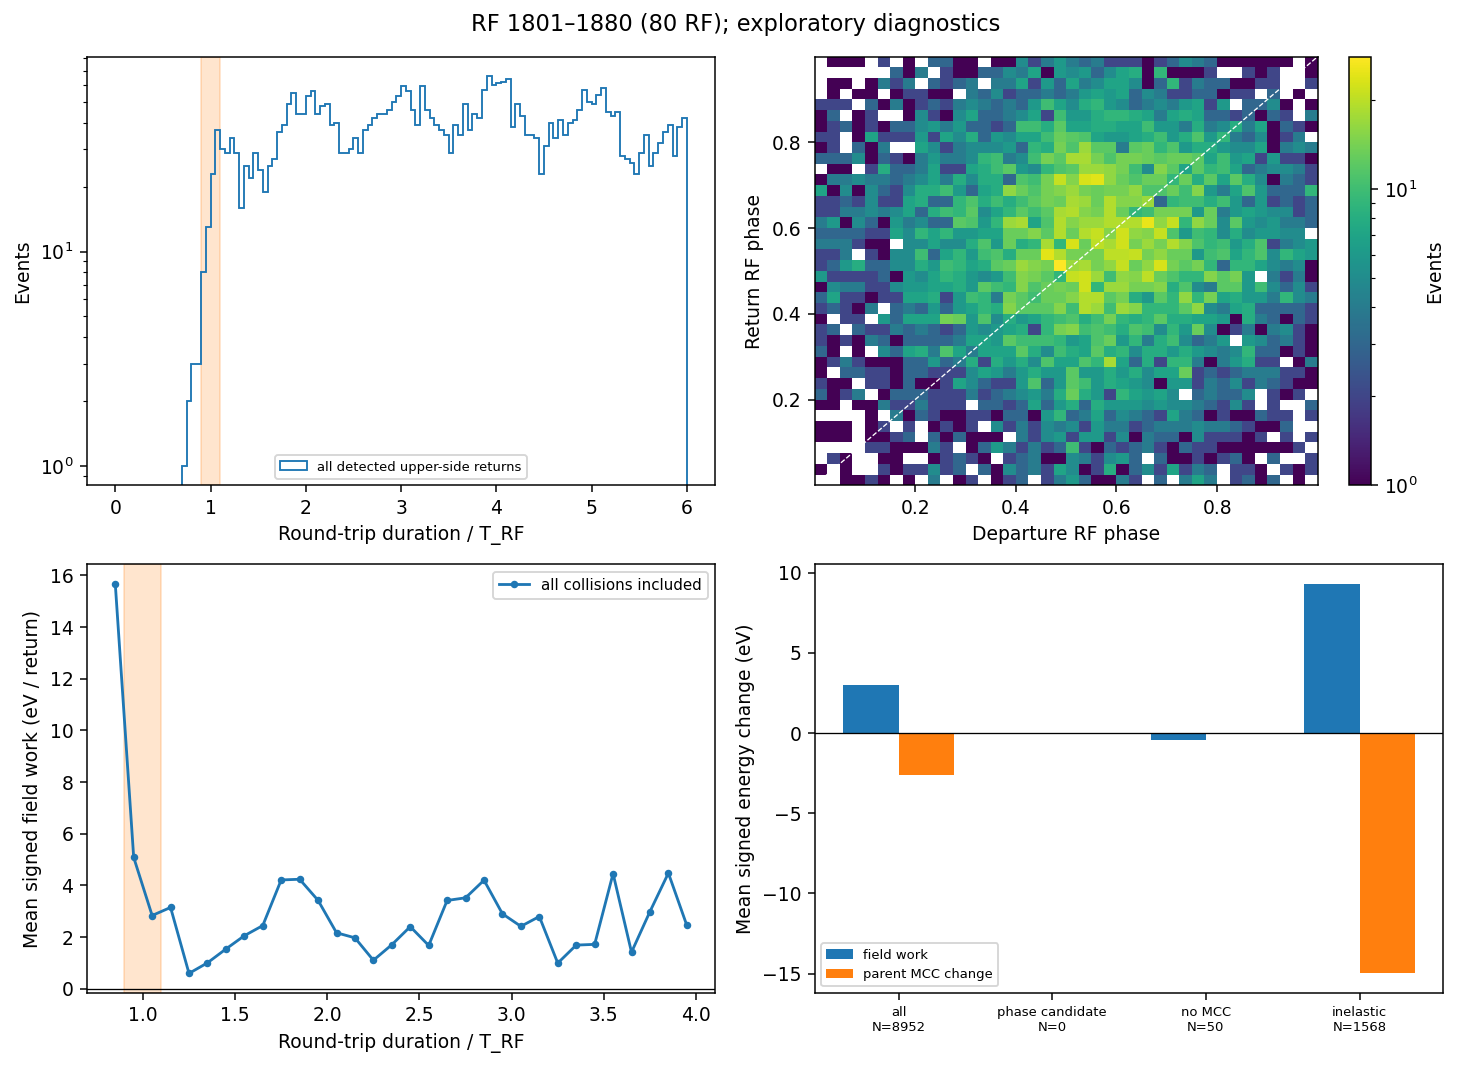 RF 1801–1880 (80 RF); exploratory diagnostics
Events
10¹
10⁰
all detected upper-side returns
0 1 2 3 4 5 6
Round-trip duration / T_RF
Return RF phase
0.8
0.6
0.4
0.2
0.2 0.4 0.6 0.8
Departure RF phase
10¹
10⁰
Events
Mean signed field work (eV / return)
16
14
12
10
8
6
4
2
0
all collisions included
1.0 1.5 2.0 2.5 3.0 3.5 4.0
Round-trip duration / T_RF
Mean signed energy change (eV)
10
5
0
−5
−10
−15
field work
parent MCC change
all phase candidate no MCC inelastic
N=8952 N=0 N=50 N=1568